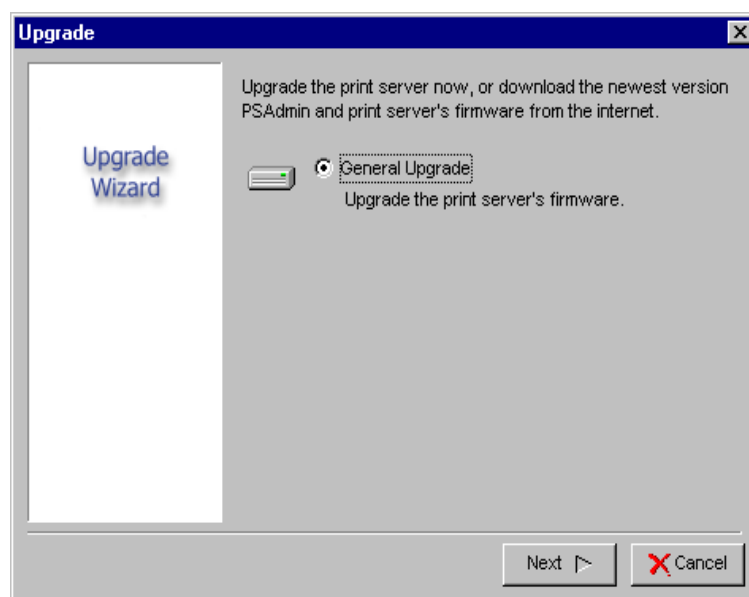 Upgrade
Upgrade the print server now, or download the newest version
PSAdmin and print server's firmware from the internet.
Upgrade
Wizard
General Upgrade
Upgrade the print server's firmware.
Next
Cancel